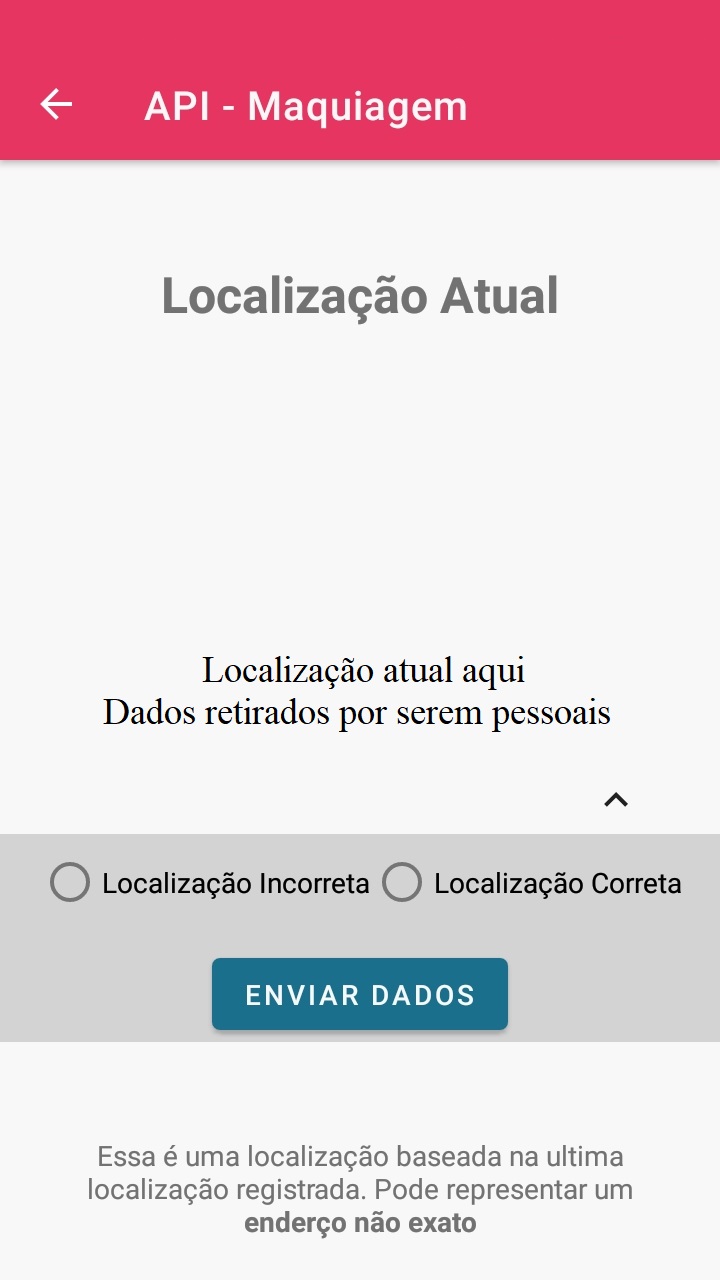 API - Maquiagem
Localização Atual
Localização atual aqui
Dados retirados por serem pessoais
Localização Incorreta
Localização Correta
ENVIAR DADOS
Essa é uma localização baseada na ultima
localização registrada. Pode representar um
enderço não exato